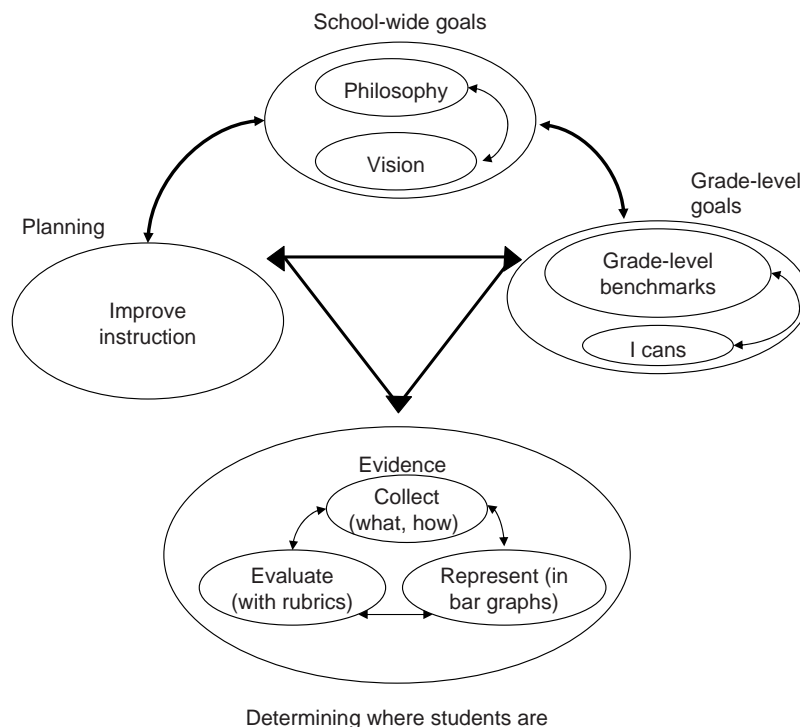 School-wide goals
Philosophy
Vision
Grade-level
goals
Planning
Grade-level
benchmarks
Improve
instruction
I cans
Evidence
Collect
(what, how)
Evaluate
(with rubrics)
Represent (in
bar graphs)
Determining where students are